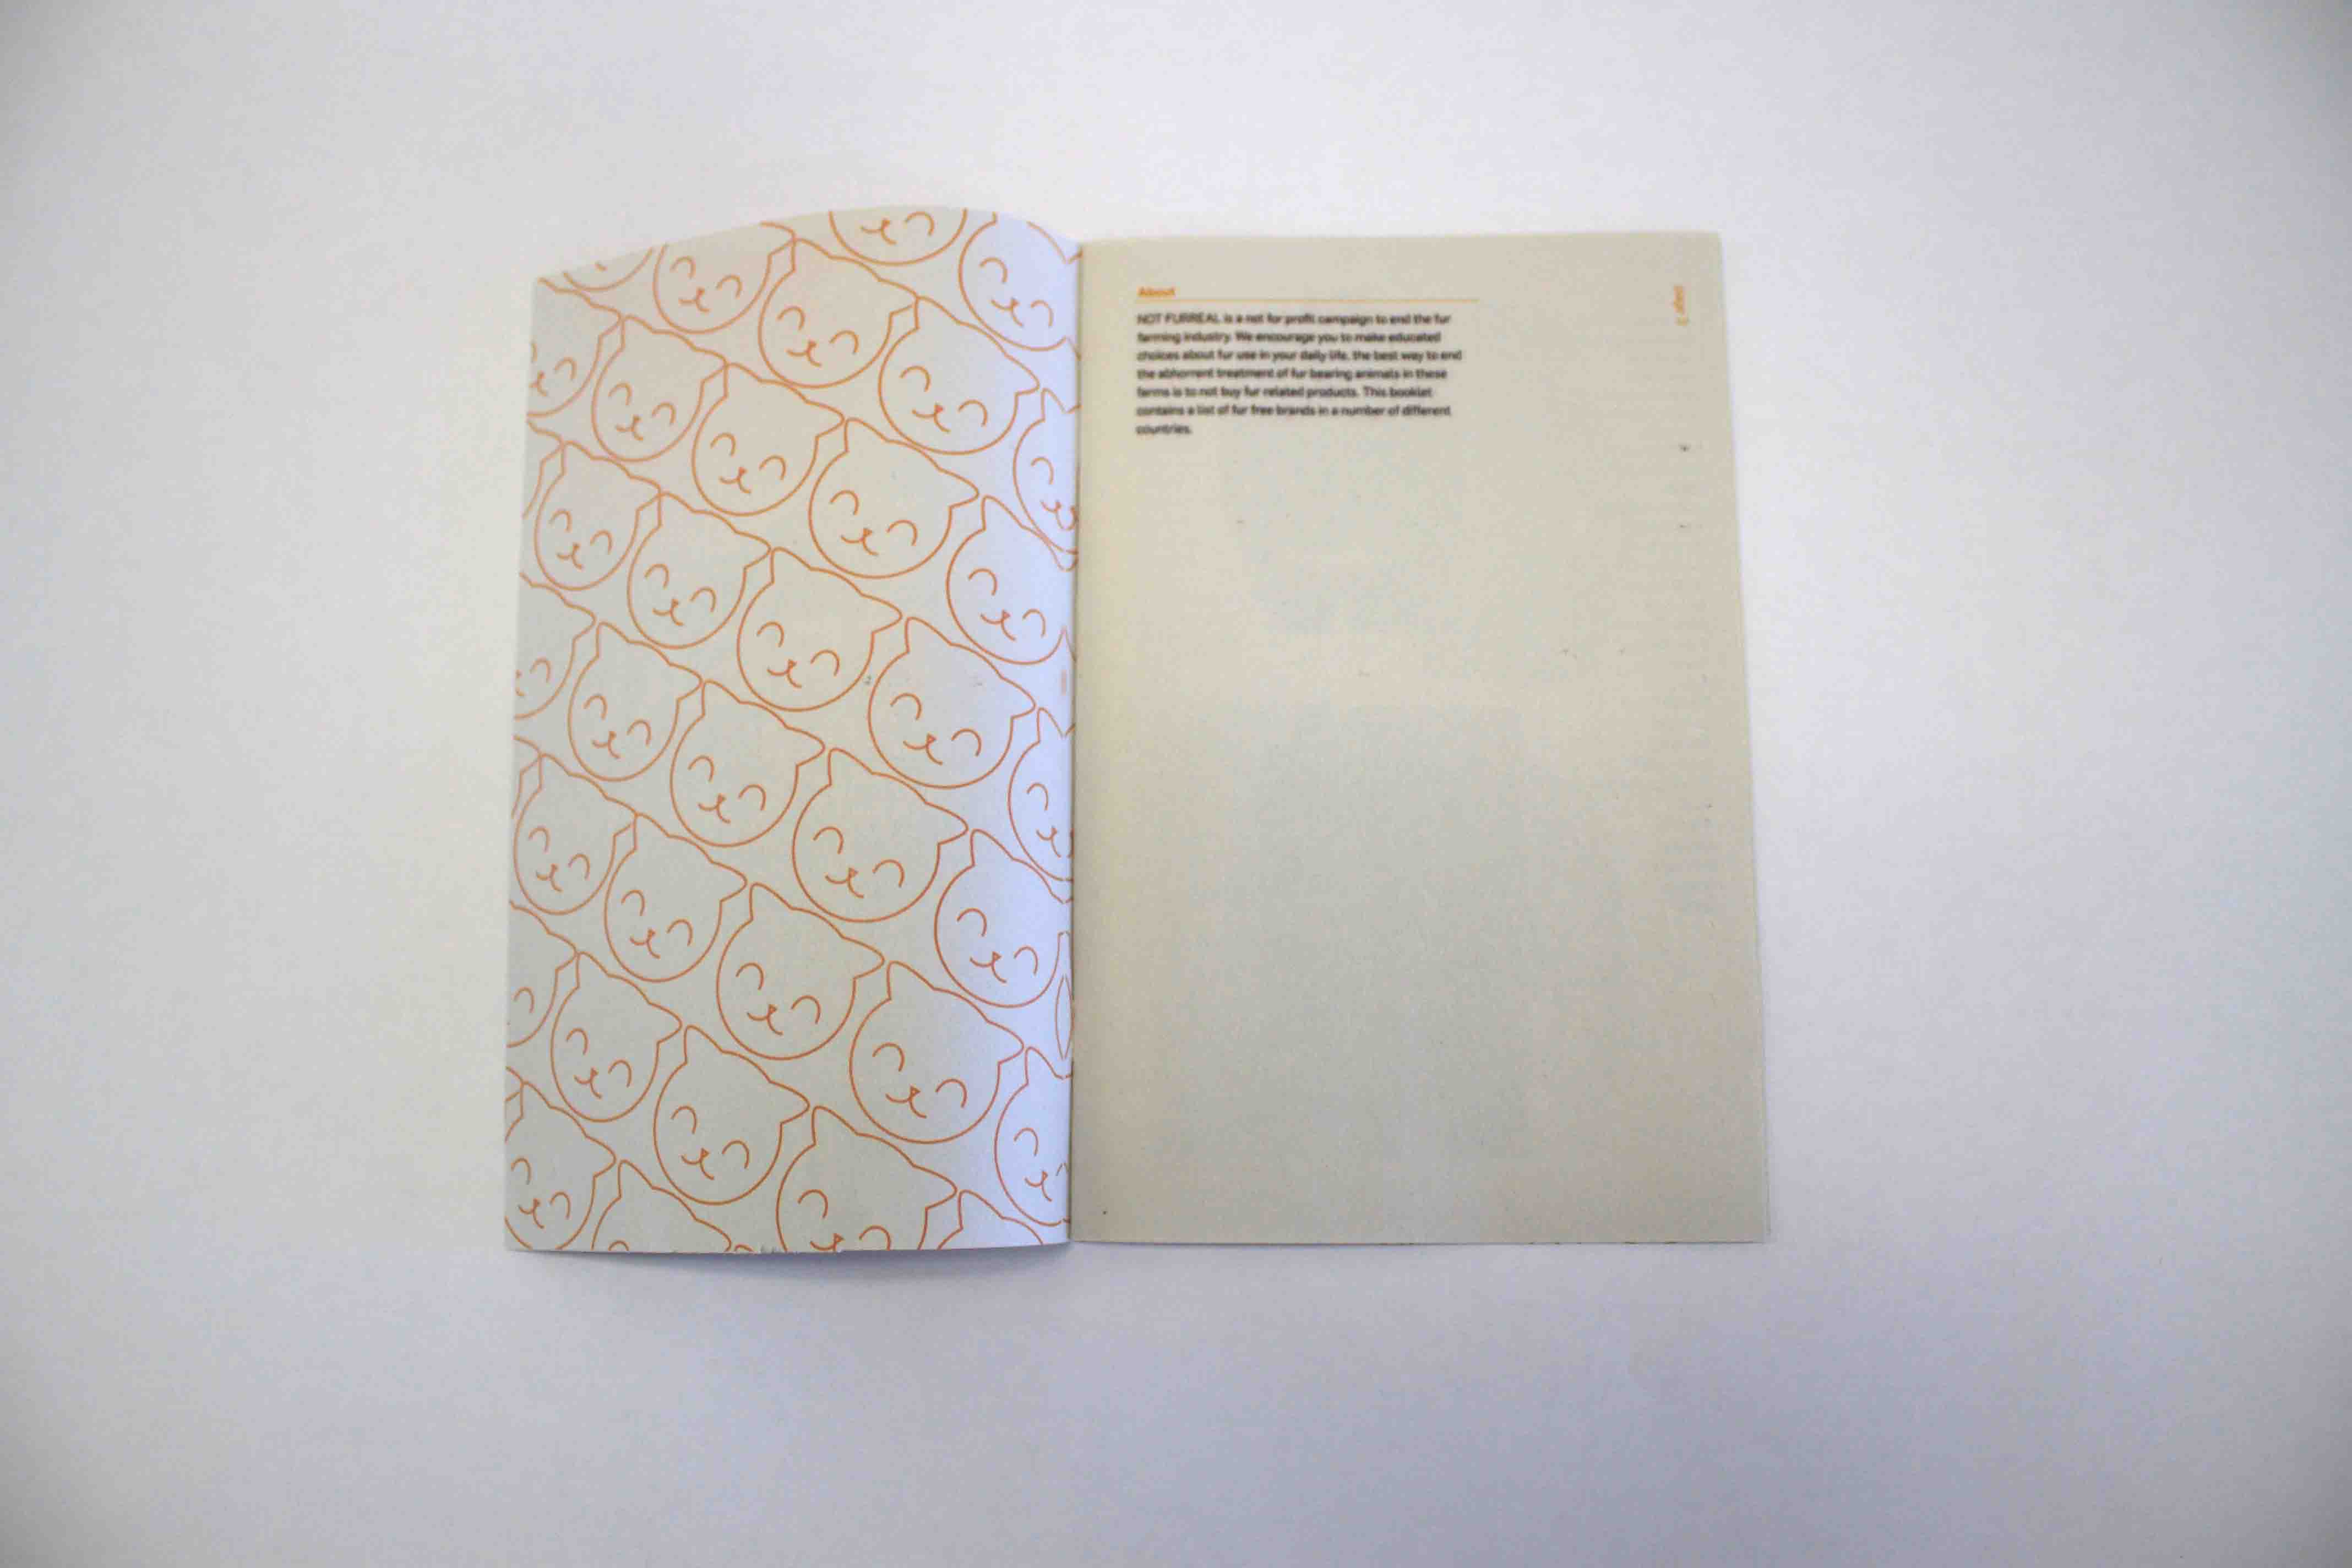 About
NOT FURREAL is a not for profit campaign to end the fur
farming industry. We encourage you to make educated
choices about fur use in your daily life, the best way to end
the abhorrent treatment of fur bearing animals in these
farms is to not buy fur related products. This booklet
contains a list of fur free brands in a number of different
countries.